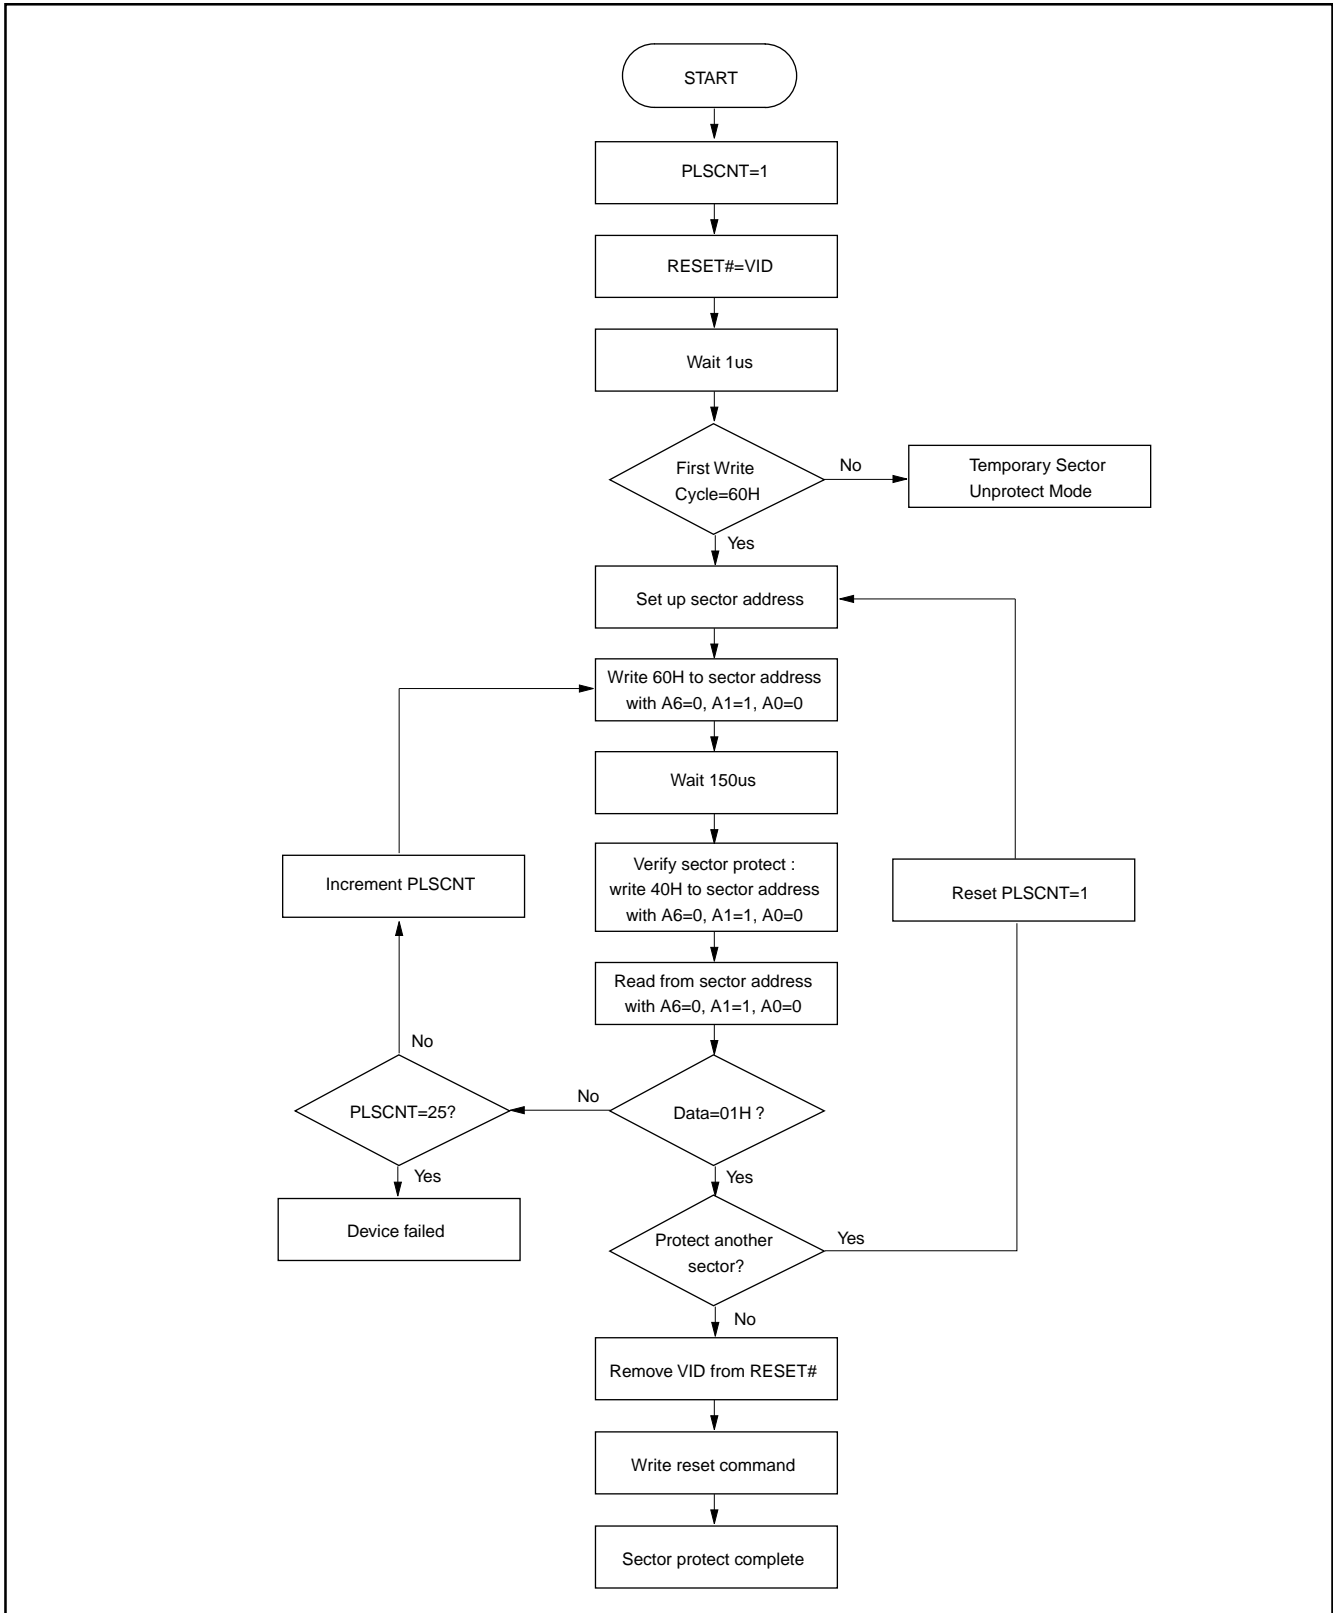 START
PLSCNT=1
RESET#=VID
Wait 1us
First Write
Cycle=60H
No
Temporary Sector
Unprotect Mode
Yes
Set up sector address
Write 60H to sector address
with A6=0, A1=1, A0=0
Wait 150us
Verify sector protect :
write 40H to sector address
with A6=0, A1=1, A0=0
Increment PLSCNT
Reset PLSCNT=1
Read from sector address
with A6=0, A1=1, A0=0
No
No
PLSCNT=25?
Data=01H ?
Yes
Yes
Device failed
Protect another
sector?
Yes
No
Remove VID from RESET#
Write reset command
Sector protect complete